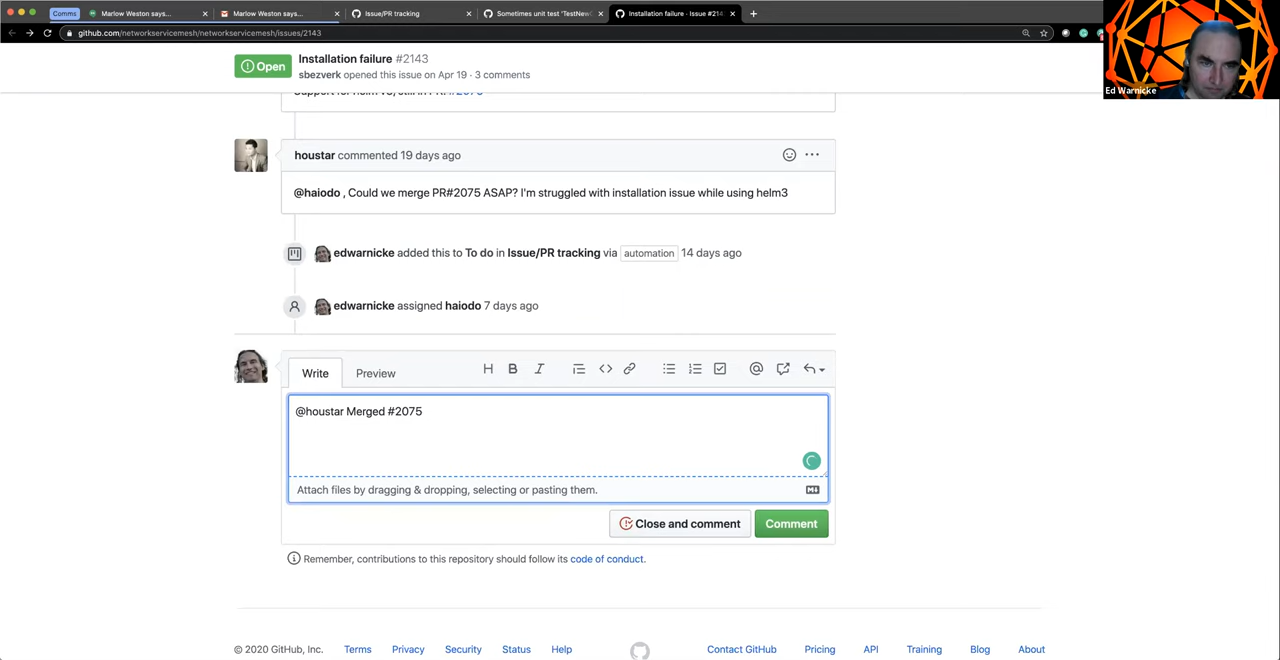 Comms
Marlow Weston says...
Marlow Weston says...
Issue/PR tracking
Sometimes unit test 'TestNewC
Installation failure · Issue #214
github.com/networkservicemesh/networkservicemesh/issues/2143
Ed Warnicke
Open
Installation failure #2143
sbezverk opened this issue on Apr 19 · 3 comments
houstar commented 19 days ago
@haiodo , Could we merge PR#2075 ASAP? I'm struggled with installation issue while using helm3
edwarnicke added this to To do in Issue/PR tracking via automation 14 days ago
edwarnicke assigned haiodo 7 days ago
Write
Preview
@houstar Merged #2075
Attach files by dragging & dropping, selecting or pasting them.
Close and comment
Comment
Remember, contributions to this repository should follow its code of conduct.
© 2020 GitHub, Inc.
Terms
Privacy
Security
Status
Help
Contact GitHub
Pricing
API
Training
Blog
About